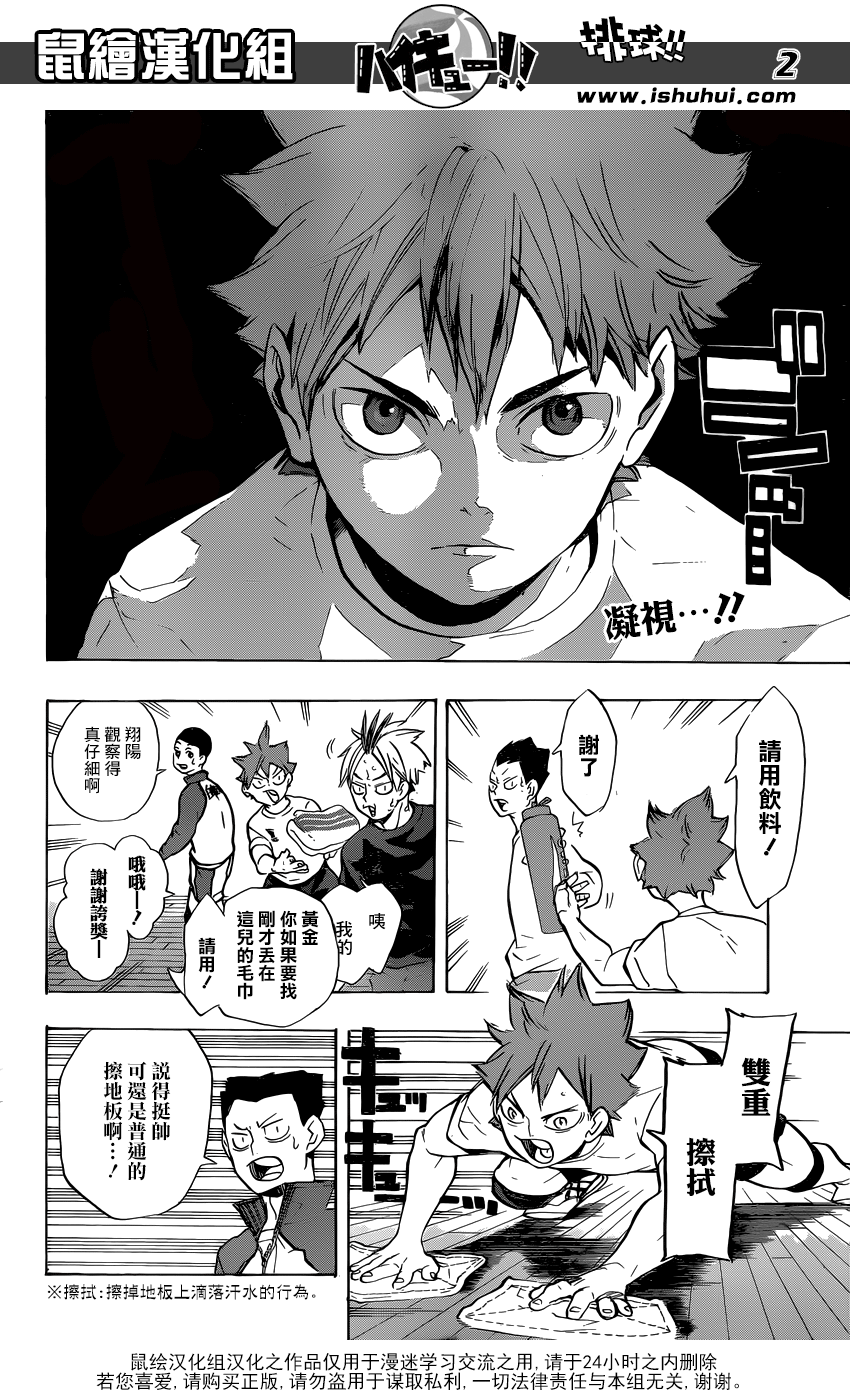 鼠繪漢化組
ハイキュー!!
排球!!
2
www.ishuhui.com
凝視…!!
請用飲料！
謝了
翔陽
觀察得
真仔細啊
哦哦—！
謝謝誇獎—
咦
我的
黃金
你如果要找
剛才丟在
這兒的毛巾
請用！
雙重
擦拭
キュッ
キュッ
説得挺帥
可還是普通的
擦地板啊…！
※擦拭:擦掉地板上滴落汗水的行為。
鼠绘汉化组汉化之作品仅用于漫迷学习交流之用,请于24小时之内删除
若您喜爱,请购买正版,请勿盗用于谋取私利,一切法律责任与本组无关,谢谢。